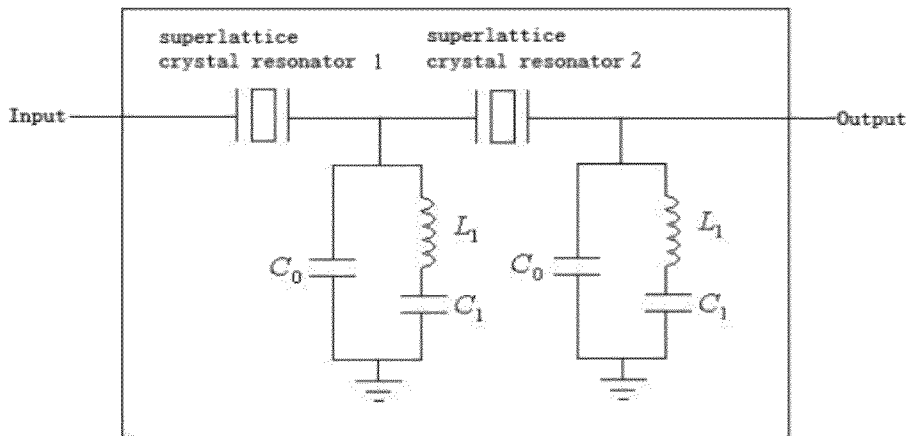 superlattice
crystal resonator 1
superlattice
crystal resonator 2
Input
Output
L1
C0
C1
L1
C0
C1